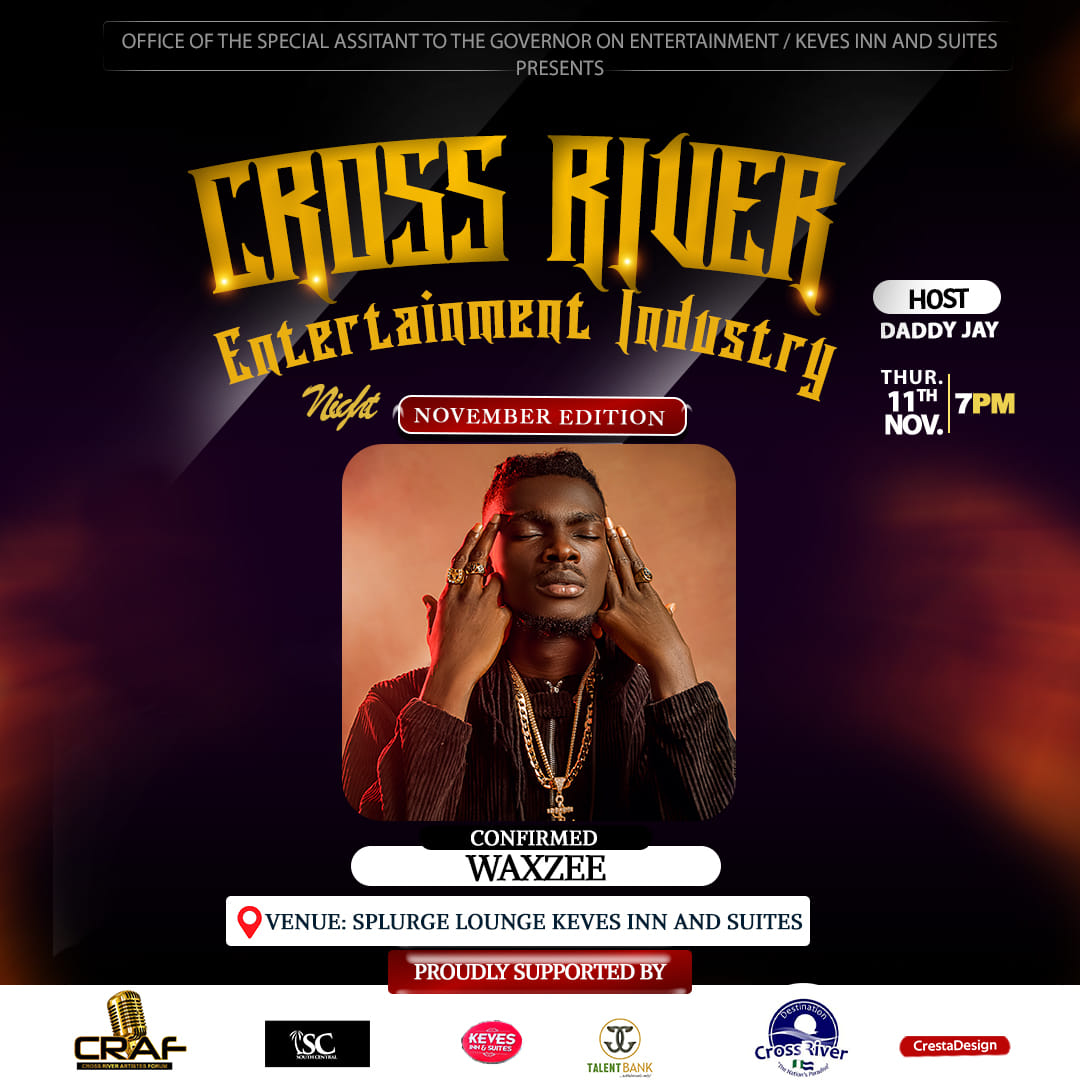 OFFICE OF THE SPECIAL ASSITANT TO THE GOVERNOR ON ENTERTAINMENT / KEVES INN AND SUITES
PRESENTS
CROSS RIVER
Entertainment Industry
Night
NOVEMBER EDITION
HOST
DADDY JAY
THUR.
11TH
NOV.
7PM
CONFIRMED
WAXZEE
VENUE: SPLURGE LOUNGE KEVES INN AND SUITES
PROUDLY SUPPORTED BY
CRAF
CROSS RIVER ARTISTES FORUM
SC
SOUTH CENTRAL
KEVES
INN & SUITES
TALENT BANK
Destination
CrossRiver
"The Nation's Paradise"
CrestaDesign